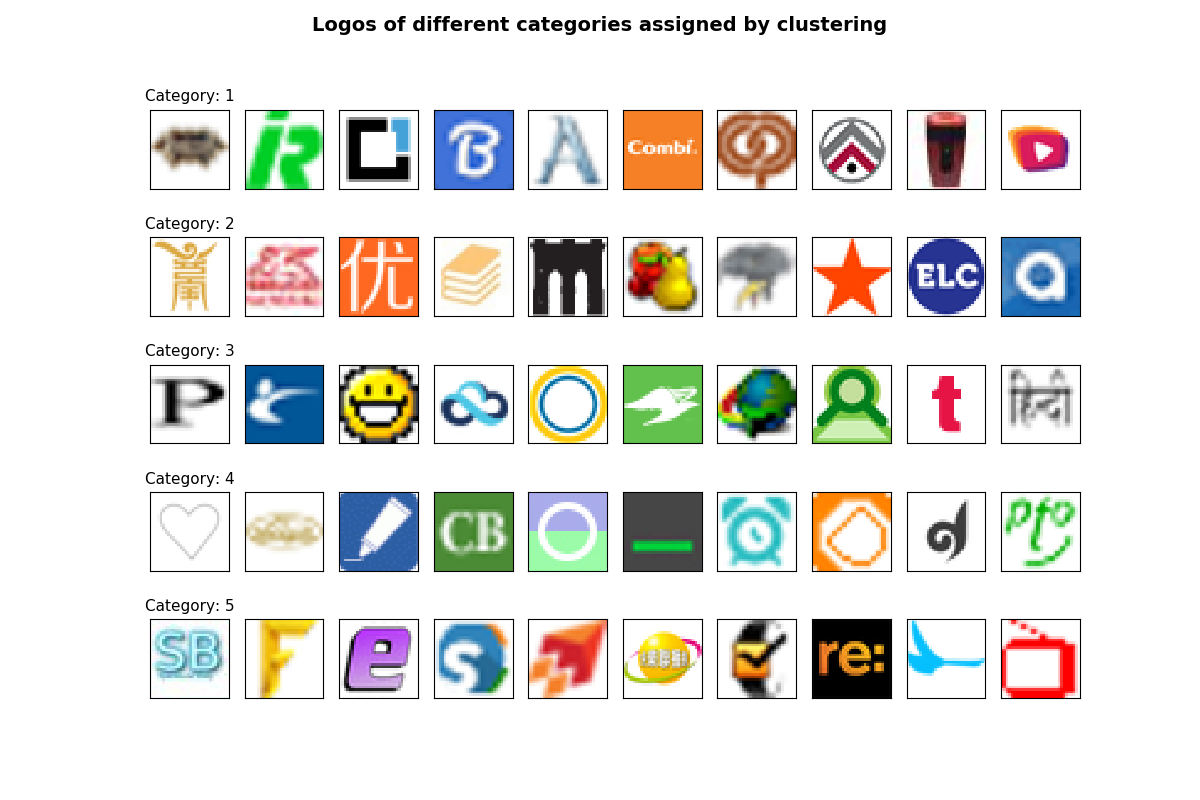 Logos of different categories assigned by clustering
Category: 1
iR
B
A
Combi
Category: 2
优
m
ELC
a
Category: 3
P
t
हिन्दी
Category: 4
CB
d
pfo
Category: 5
SB
F
e
S
re: